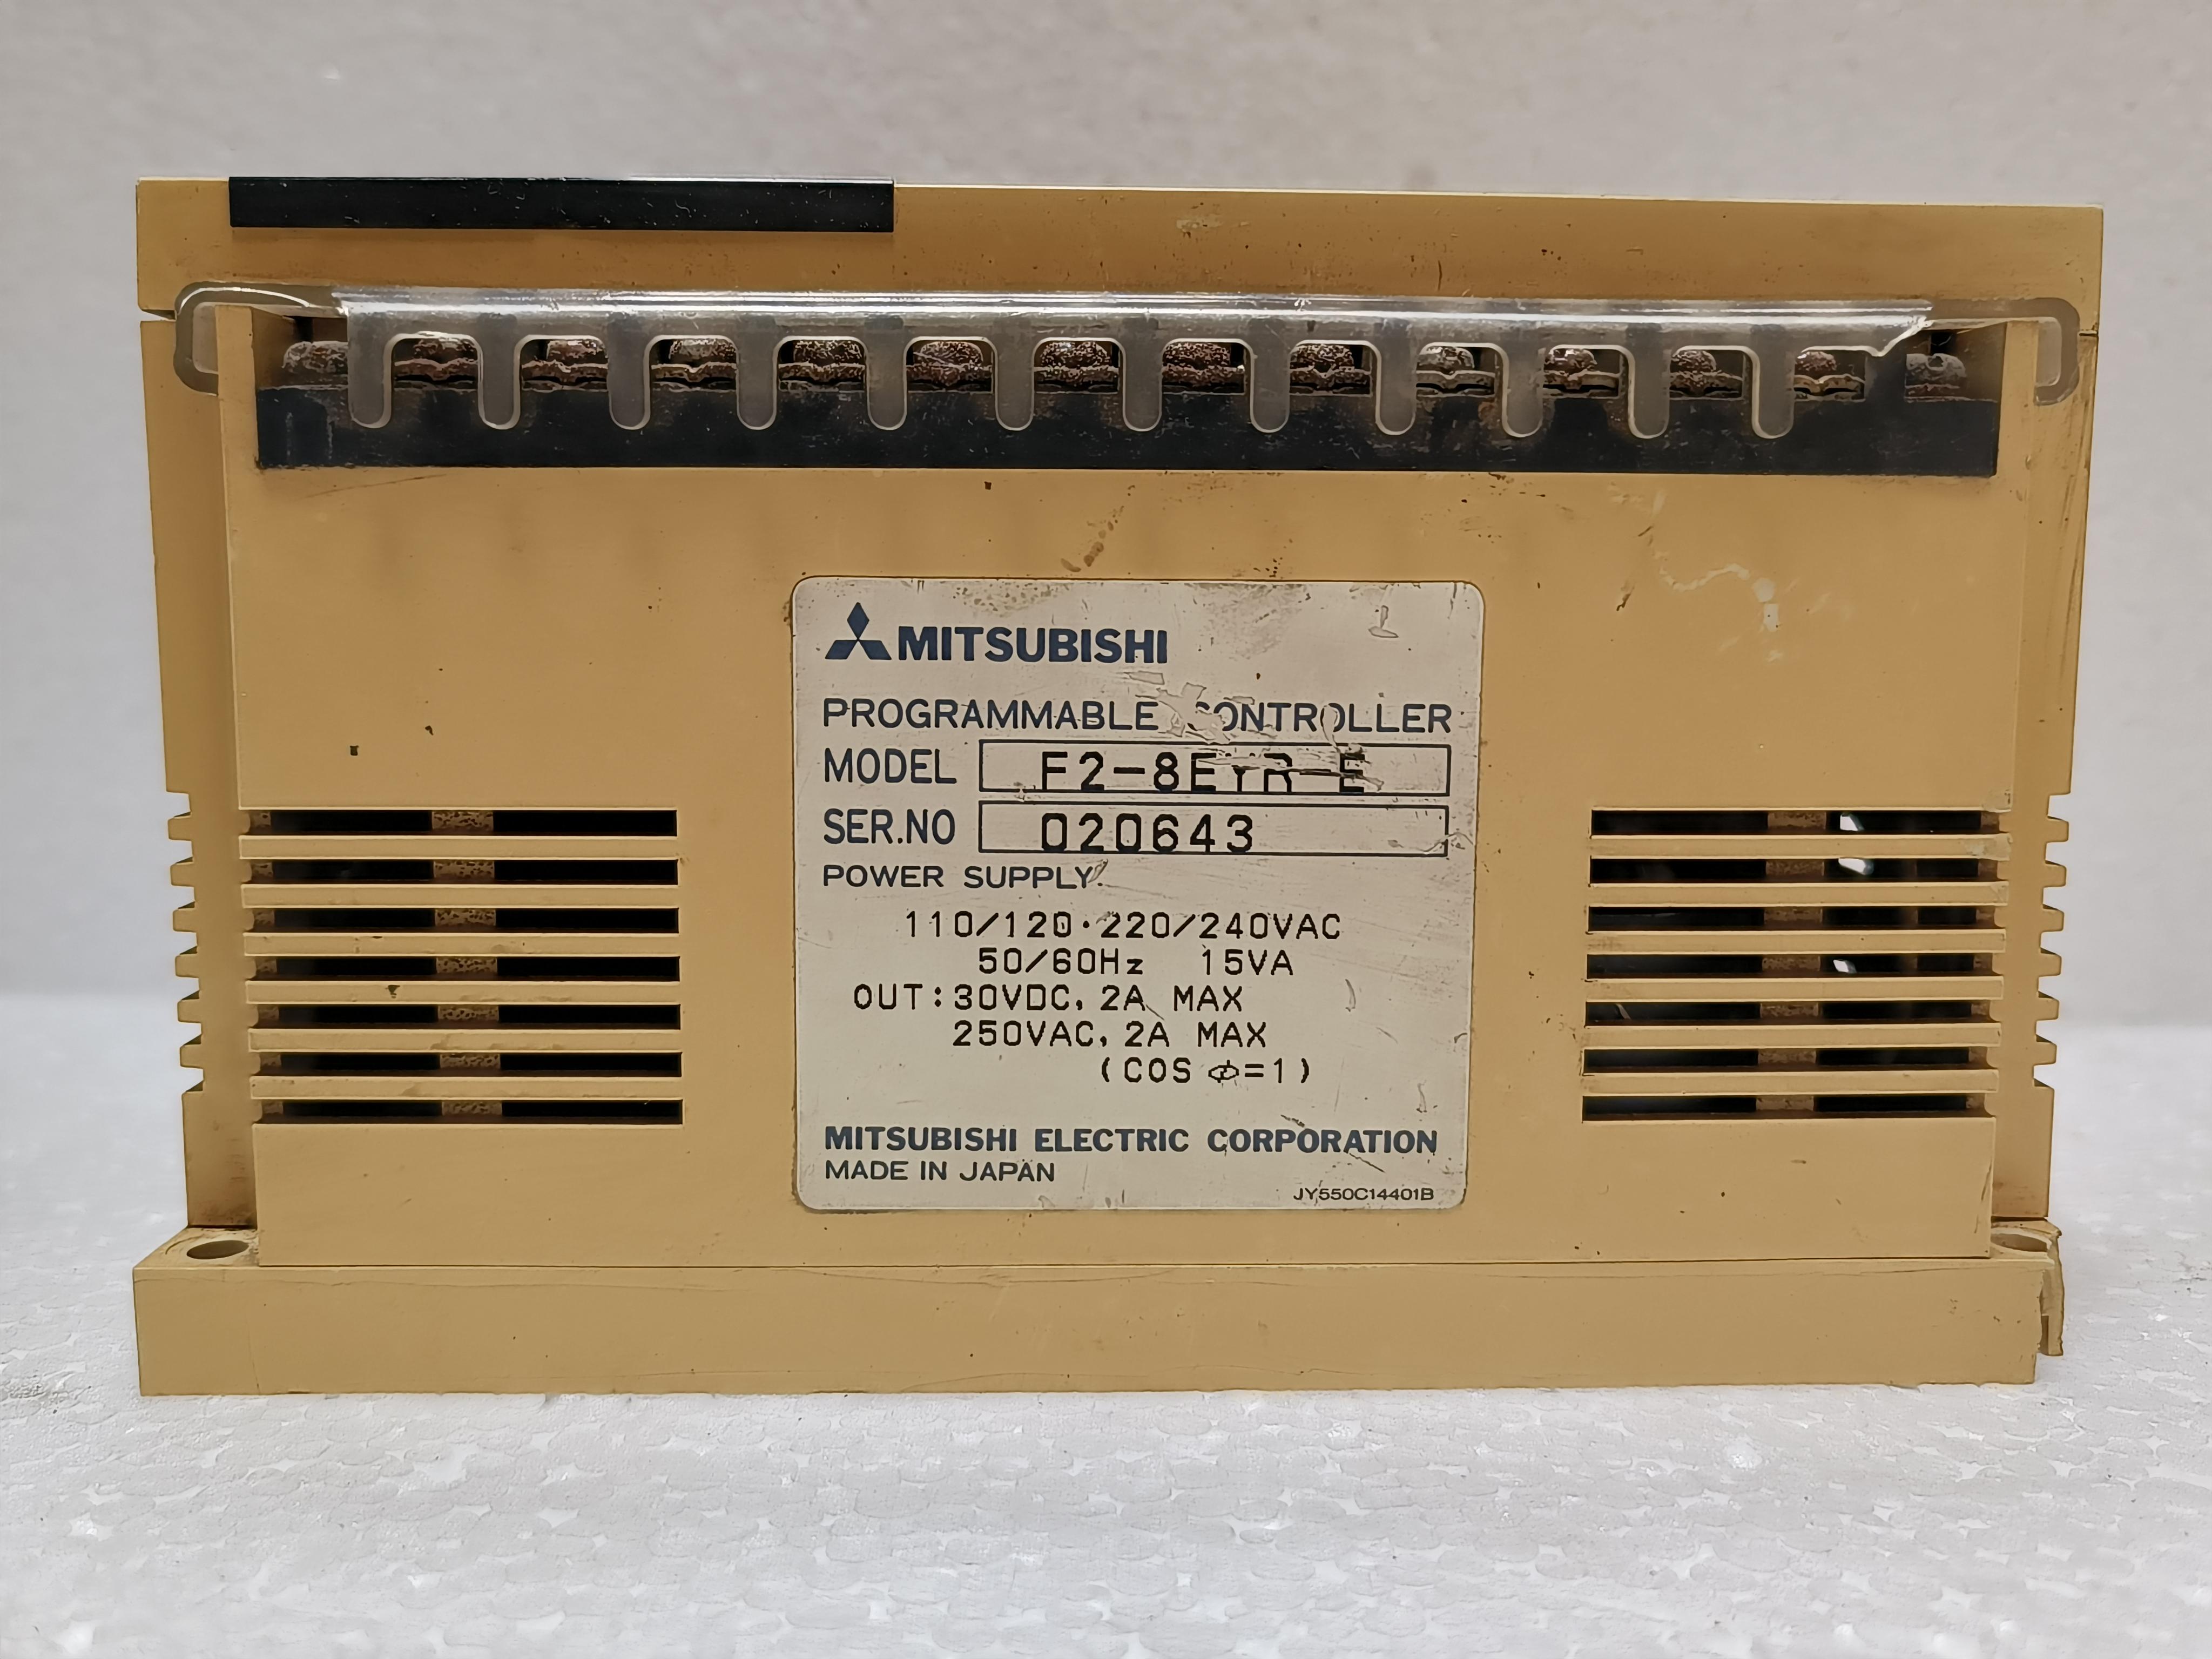 MITSUBISHI
PROGRAMMABLE CONTROLLER
MODEL F2-8EYR-E
SER.NO 020643
POWER SUPPLY:
110/120·220/240VAC
50/60Hz 15VA
OUT:30VDC, 2A MAX
250VAC, 2A MAX
(COS φ=1)
MITSUBISHI ELECTRIC CORPORATION
MADE IN JAPAN
JY550C14401B